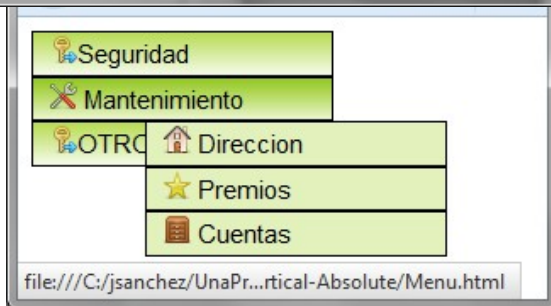 Seguridad
Mantenimiento
OTRO
Direccion
Premios
Cuentas
file:///C:/jsanchez/UnaPr...rtical-Absolute/Menu.html